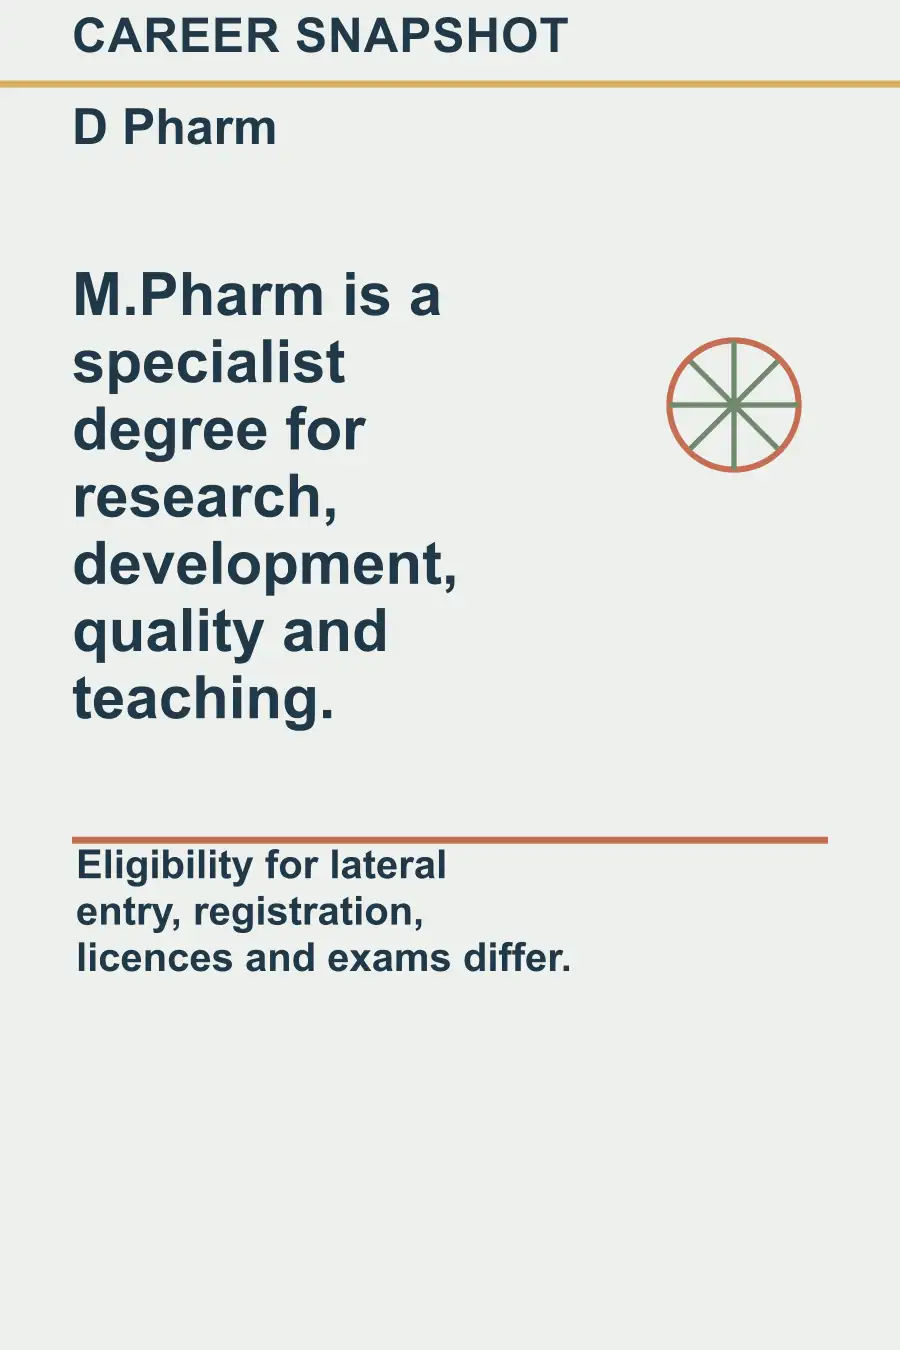 CAREER SNAPSHOT
D Pharm
M.Pharm is a
specialist
degree for
research,
development,
quality and
teaching.
Eligibility for lateral
entry, registration,
licences and exams differ.